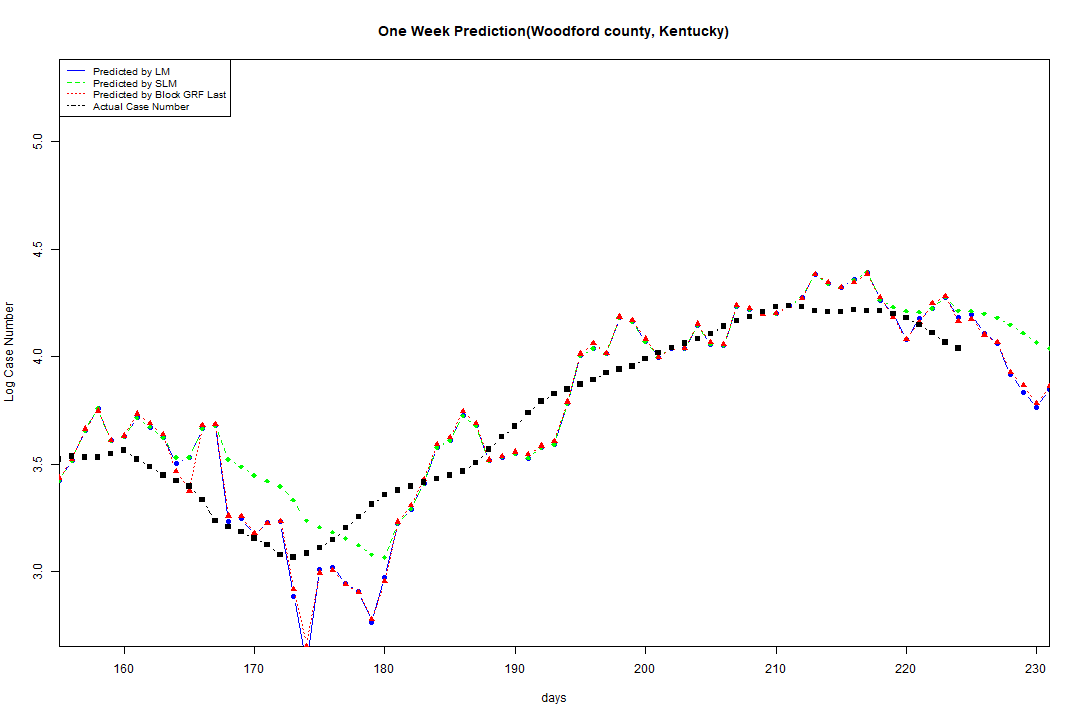 One Week Prediction(Woodford county, Kentucky)
Predicted by LM
Predicted by SLM
Predicted by Block GRF Last
Actual Case Number
Log Case Number
5.0
4.5
4.0
3.5
3.0
160 170 180 190 200 210 220 230
days